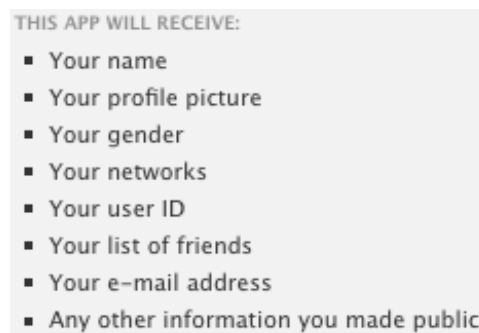 THIS APP WILL RECEIVE:
▪ Your name
▪ Your profile picture
▪ Your gender
▪ Your networks
▪ Your user ID
▪ Your list of friends
▪ Your e-mail address
▪ Any other information you made public